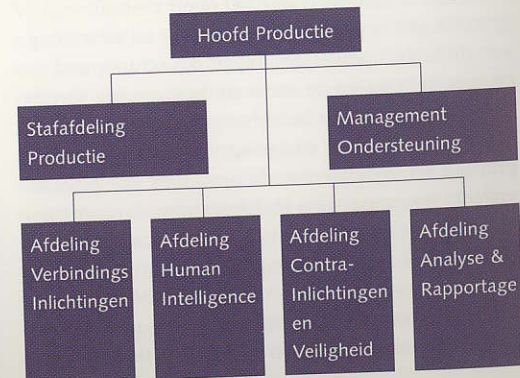 Hoofd Productie
Stafafdeling
Productie
Management
Ondersteuning
Afdeling
Verbindings
Inlichtingen
Afdeling
Human
Intelligence
Afdeling
Contra-
Inlichtingen
en
Veiligheid
Afdeling
Analyse &
Rapportage